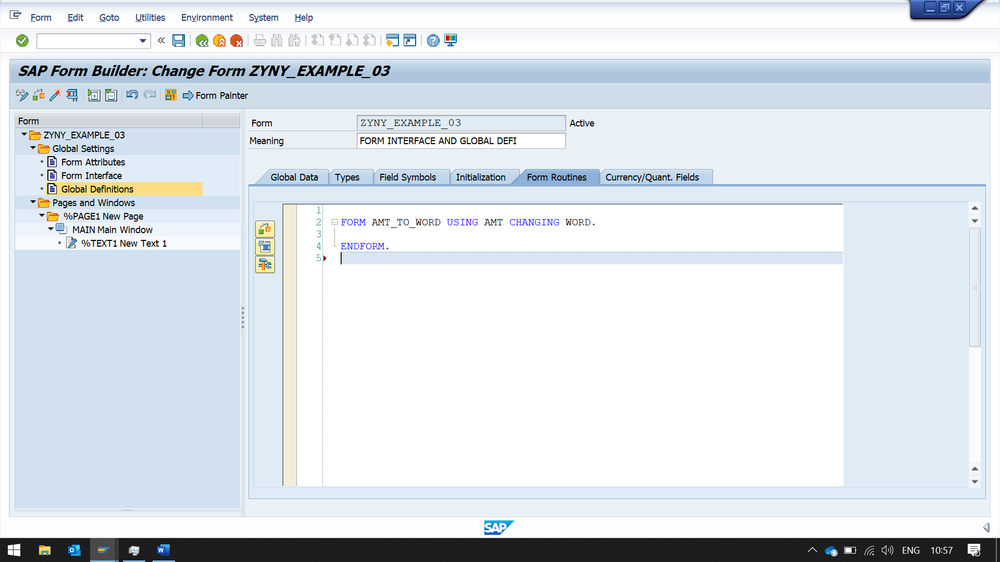 Form Edit Goto Utilities Environment System Help
SAP Form Builder: Change Form ZYNY_EXAMPLE_03
Form Painter
Form
ZYNY_EXAMPLE_03
Global Settings
Form Attributes
Form Interface
Global Definitions
Pages and Windows
%PAGE1 New Page
MAIN Main Window
%TEXT1 New Text 1
Form ZYNY_EXAMPLE_03 Active
Meaning FORM INTERFACE AND GLOBAL DEFI
Global Data Types Field Symbols Initialization Form Routines Currency/Quant. Fields
1
2 FORM AMT_TO_WORD USING AMT CHANGING WORD.
3
4 ENDFORM.
5
SAP
ENG 10:57